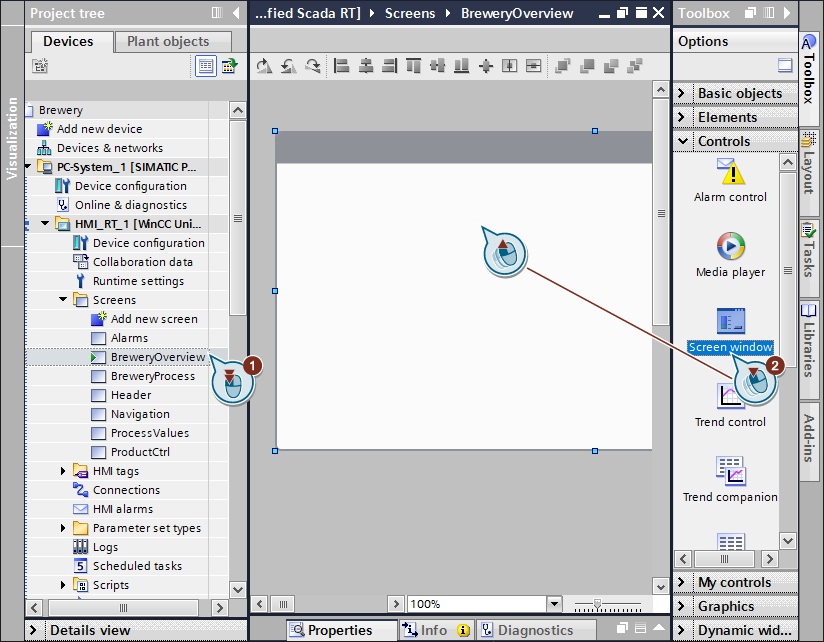 Project tree
...fied Scada RT] Screens BreweryOverview
Toolbox
Devices
Plant objects
Options
Visualization
Brewery
Add new device
Devices & networks
PC-System_1 [SIMATIC P...
Device configuration
Online & diagnostics
HMI_RT_1 [WinCC Uni...
Device configuration
Collaboration data
Runtime settings
Screens
Add new screen
Alarms
BreweryOverview
BreweryProcess
Header
Navigation
ProcessValues
ProductCtrl
HMI tags
Connections
HMI alarms
Parameter set types
Logs
Scheduled tasks
Scripts
Details view
1
2
100%
Properties
Info
Diagnostics
Basic objects
Elements
Controls
Alarm control
Media player
Screen window
Trend control
Trend companion
My controls
Graphics
Dynamic wid...
Toolbox
Layout
Tasks
Libraries
Add-ins